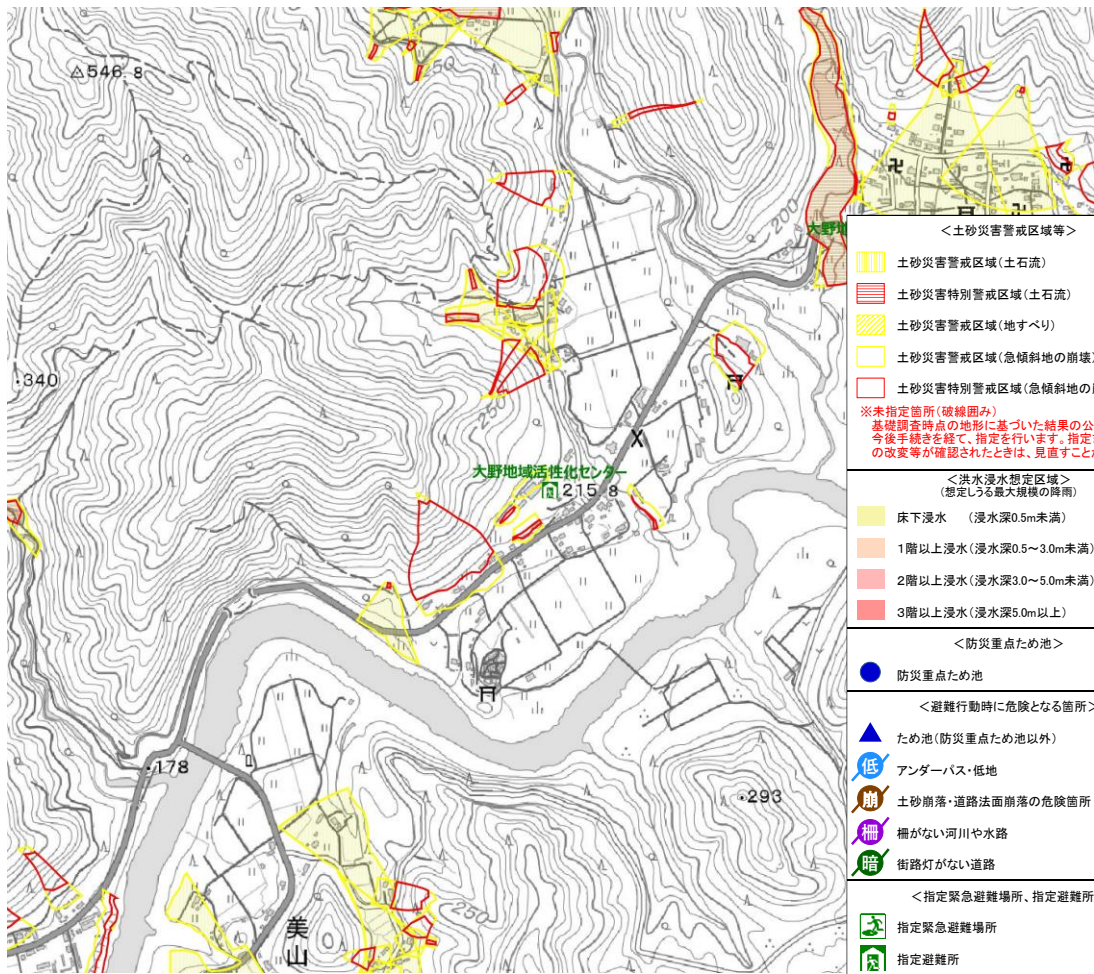 546.8
250
200
大野地
340
250
大野地域活性化センター
215.8
178
293
250
美山
＜土砂災害警戒区域等＞
土砂災害警戒区域(土石流)
土砂災害特別警戒区域(土石流)
土砂災害警戒区域(地すべり)
土砂災害警戒区域(急傾斜地の崩壊)
土砂災害特別警戒区域(急傾斜地の
※未指定箇所(破線囲み)
基礎調査時点の地形に基づいた結果の公
今後手続きを経て、指定を行います。指定
の改変等が確認されたときは、見直すことが
＜洪水浸水想定区域＞
(想定しうる最大規模の降雨)
床下浸水 (浸水深0.5m未満)
1階以上浸水(浸水深0.5～3.0m未満)
2階以上浸水(浸水深3.0～5.0m未満)
3階以上浸水(浸水深5.0m以上)
＜防災重点ため池＞
防災重点ため池
＜避難行動時に危険となる箇所＞
ため池(防災重点ため池以外)
低 アンダーパス・低地
崩 土砂崩落・道路法面崩落の危険箇所
柵 柵がない河川や水路
暗 街路灯がない道路
＜指定緊急避難場所、指定避難所
指定緊急避難場所
指定避難所